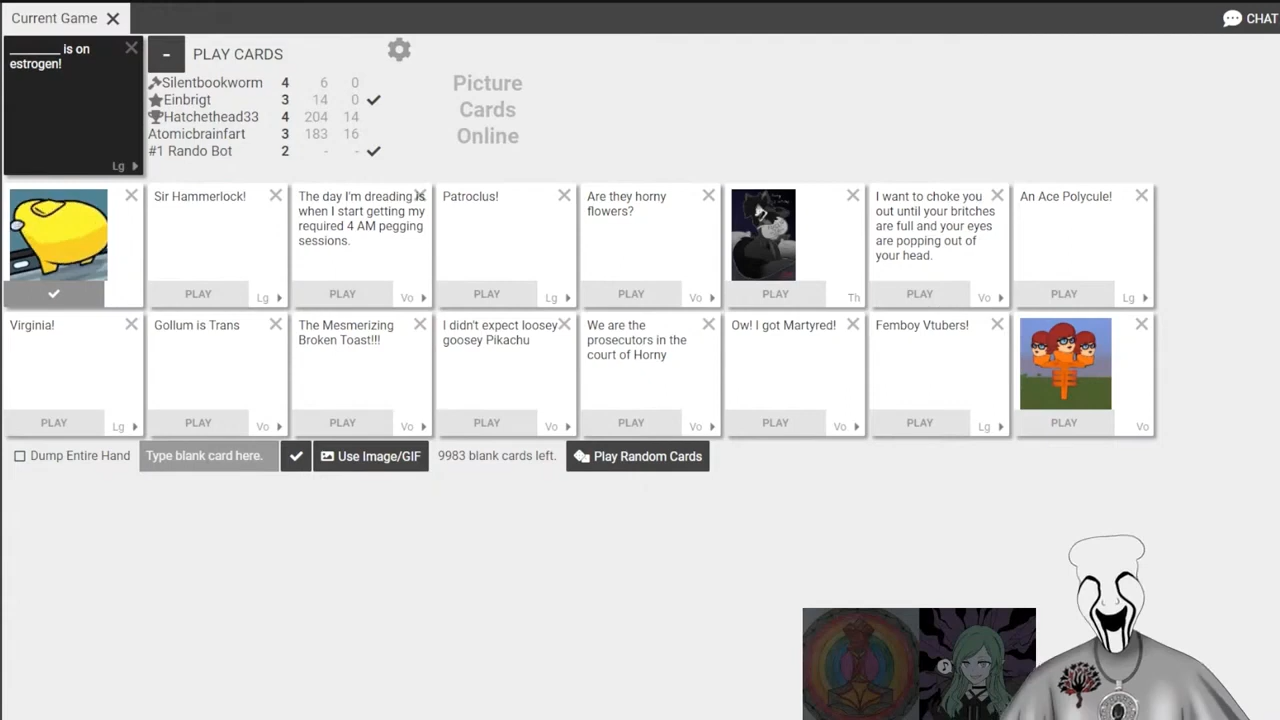 Current Game
CHAT
________ is on
estrogen!
Lg
-
PLAY CARDS
Silentbookworm 4 6 0
Einbrigt 3 14 0
Hatchethead33 4 204 14
Atomicbrainfart 3 183 16
#1 Rando Bot 2 - -
Picture
Cards
Online
Sir Hammerlock!
PLAY
Lg
The day I'm dreading is
when I start getting my
required 4 AM pegging
sessions.
PLAY
Vo
Patroclus!
PLAY
Lg
Are they horny
flowers?
PLAY
Vo
PLAY
Th
I want to choke you
out until your britches
are full and your eyes
are popping out of
your head.
PLAY
Vo
An Ace Polycule!
PLAY
Lg
Virginia!
PLAY
Lg
Gollum is Trans
PLAY
Vo
The Mesmerizing
Broken Toast!!!
PLAY
Vo
I didn't expect loosey
goosey Pikachu
PLAY
Vo
We are the
prosecutors in the
court of Horny
PLAY
Vo
Ow! I got Martyred!
PLAY
Vo
Femboy Vtubers!
PLAY
Lg
PLAY
Vo
Dump Entire Hand
Type blank card here.
Use Image/GIF
9983 blank cards left.
Play Random Cards